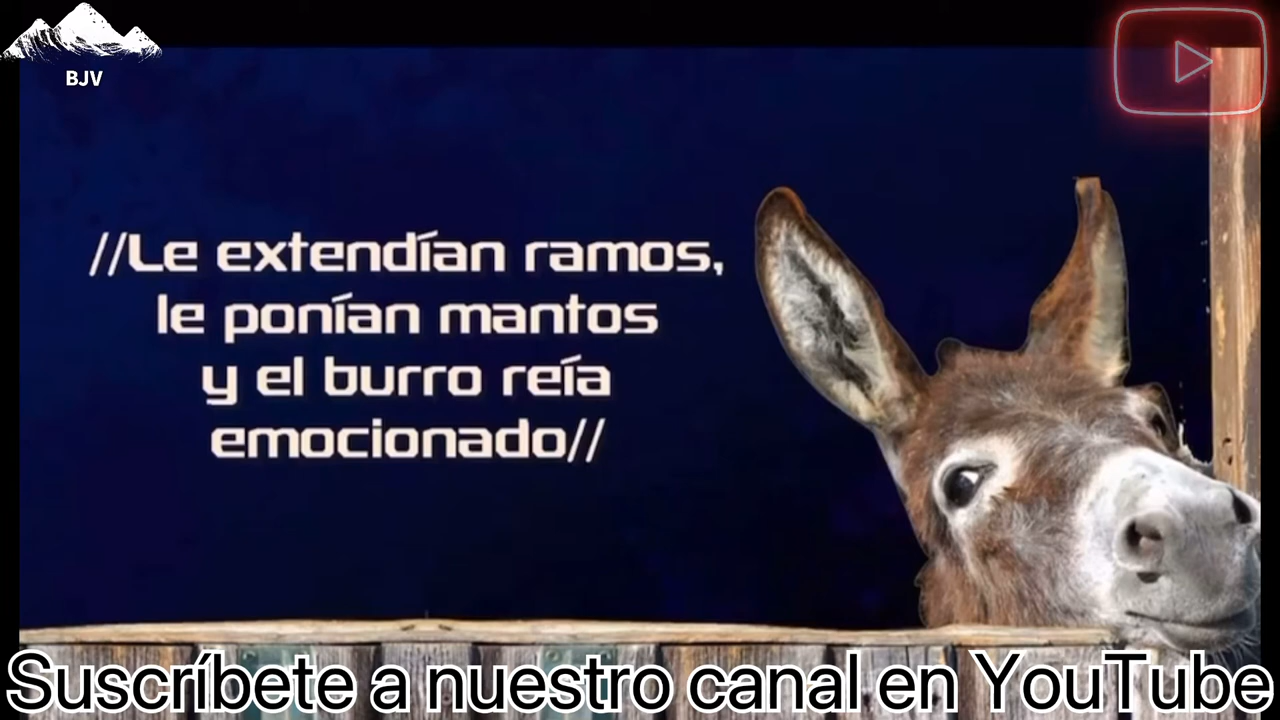 BJV
//Le extendían ramos,
le ponían mantos
y el burro reía
emocionado//
Suscríbete a nuestro canal en YouTube